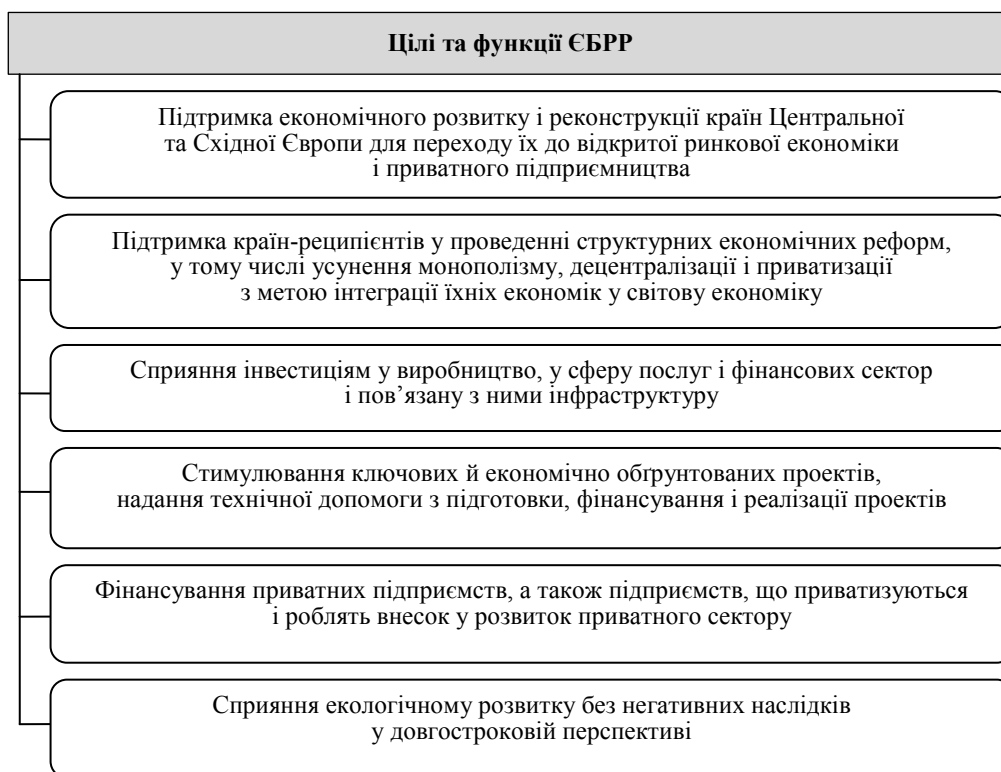 Цілі та функції ЄБРР
Підтримка економічного розвитку і реконструкції країн Центральної
та Східної Європи для переходу їх до відкритої ринкової економіки
і приватного підприємництва
Підтримка країн-реципієнтів у проведенні структурних економічних реформ,
у тому числі усунення монополізму, децентралізації і приватизації
з метою інтеграції їхніх економік у світову економіку
Сприяння інвестиціям у виробництво, у сферу послуг і фінансових сектор
і пов’язану з ними інфраструктуру
Стимулювання ключових й економічно обґрунтованих проектів,
надання технічної допомоги з підготовки, фінансування і реалізації проектів
Фінансування приватних підприємств, а також підприємств, що приватизуються
і роблять внесок у розвиток приватного сектору
Сприяння екологічному розвитку без негативних наслідків
у довгостроковій перспективі